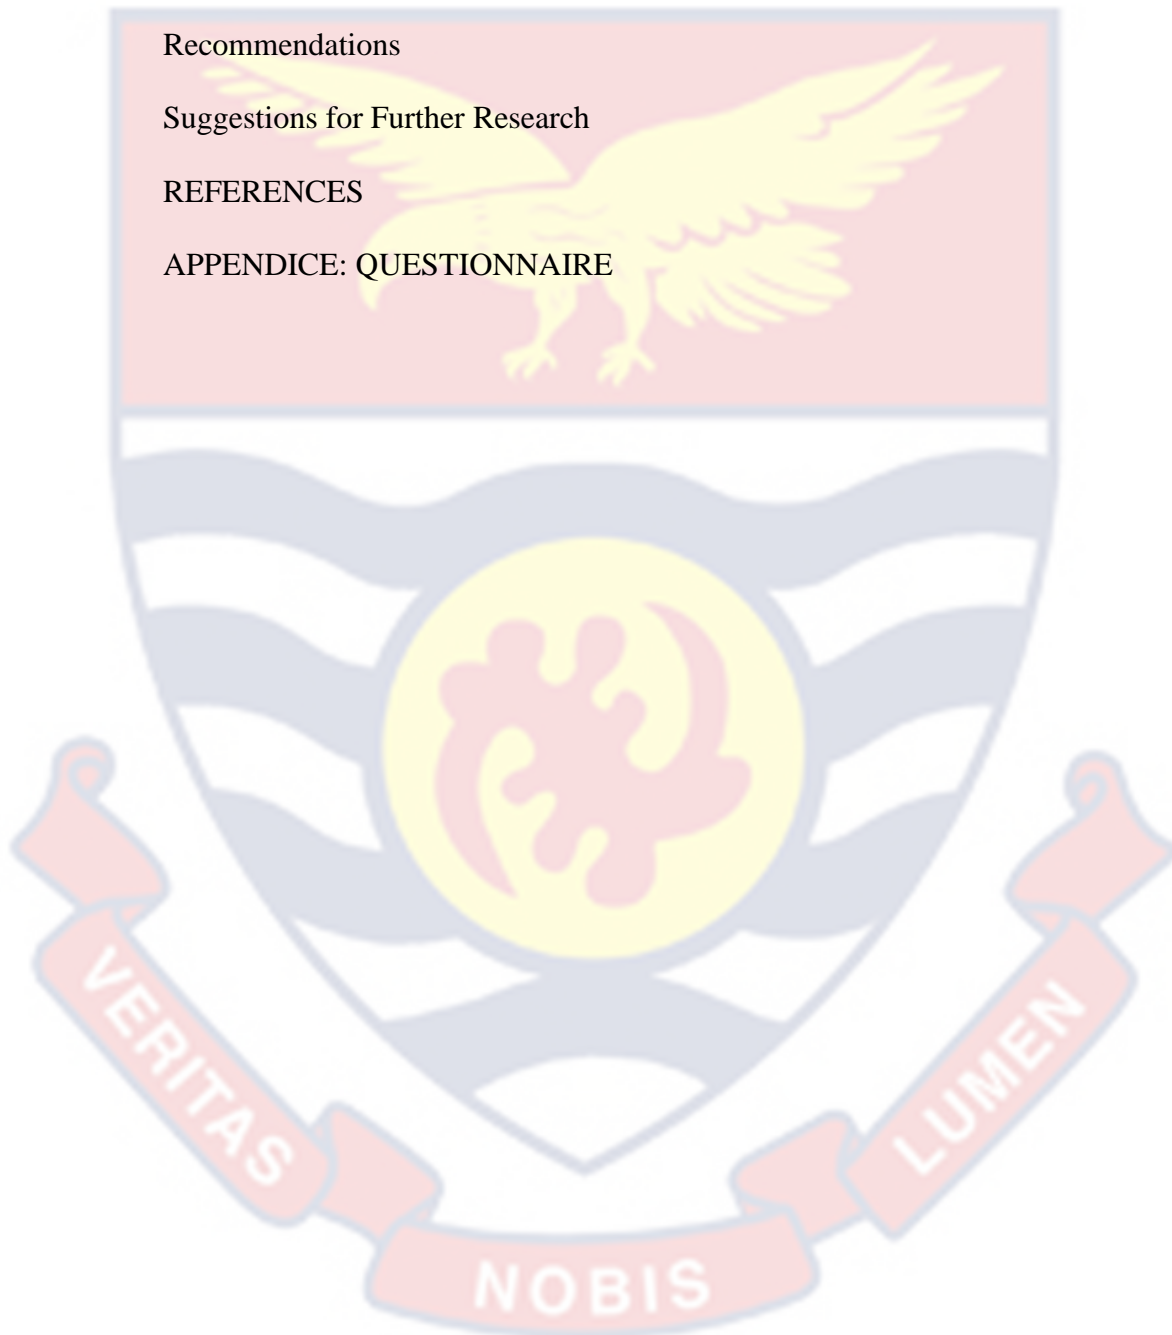 Recommendations
Suggestions for Further Research
REFERENCES
APPENDICE: QUESTIONNAIRE
VERITAS
NOBIS
LUMEN